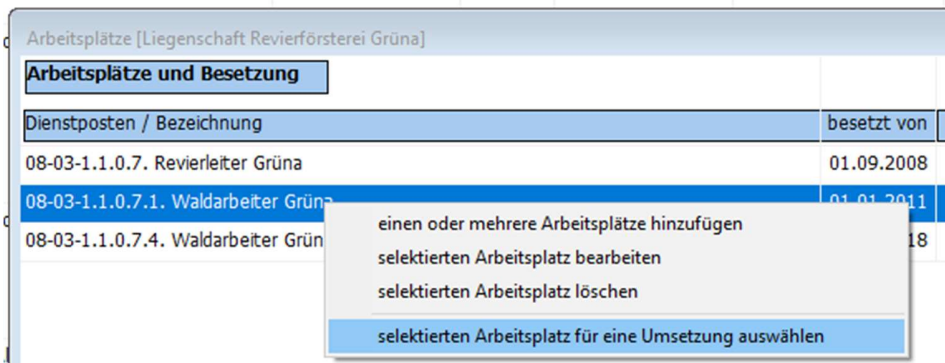 Arbeitsplätze [Liegenschaft Revierförsterei Grüna]
Arbeitsplätze und Besetzung
Dienstposten / Bezeichnung besetzt von
08-03-1.1.0.7. Revierleiter Grüna 01.09.2008
08-03-1.1.0.7.1. Waldarbeiter Grüna 01.01.2011
08-03-1.1.0.7.4. Waldarbeiter Grün 18
einen oder mehrere Arbeitsplätze hinzufügen
selektierten Arbeitsplatz bearbeiten
selektierten Arbeitsplatz löschen
selektierten Arbeitsplatz für eine Umsetzung auswählen